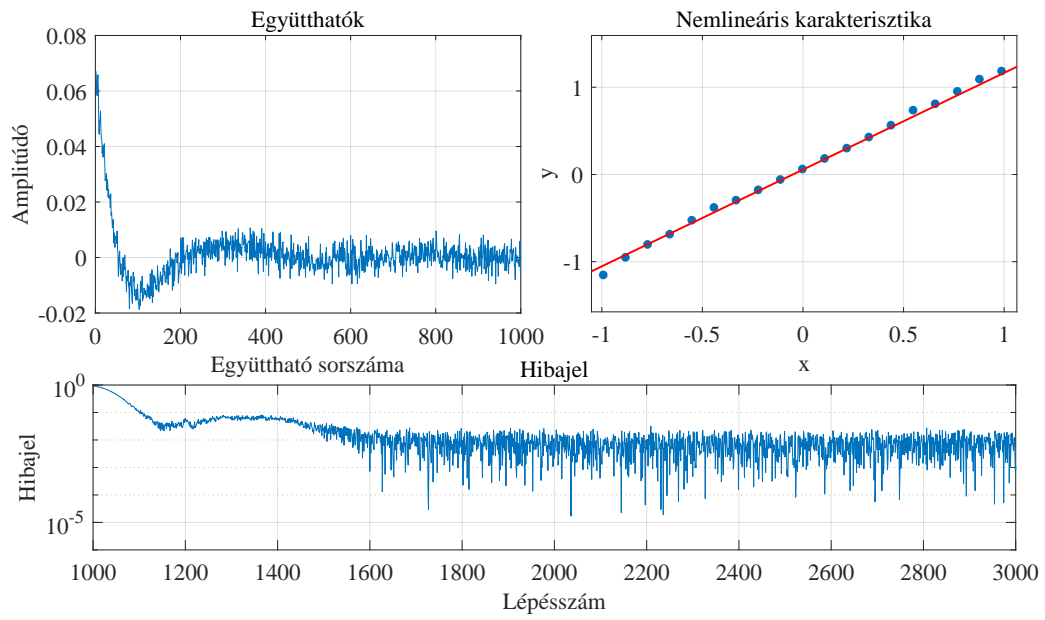 Együtthatók
Amplitúdó
0.08
0.06
0.04
0.02
0
-0.02
0 200 400 600 800 1000
Együttható sorszáma
Nemlineáris karakterisztika
y
1
0
-1
-1 -0.5 0 0.5 1
x
Hibajel
Hibajel
10^0
10^-5
1000 1200 1400 1600 1800 2000 2200 2400 2600 2800 3000
Lépésszám